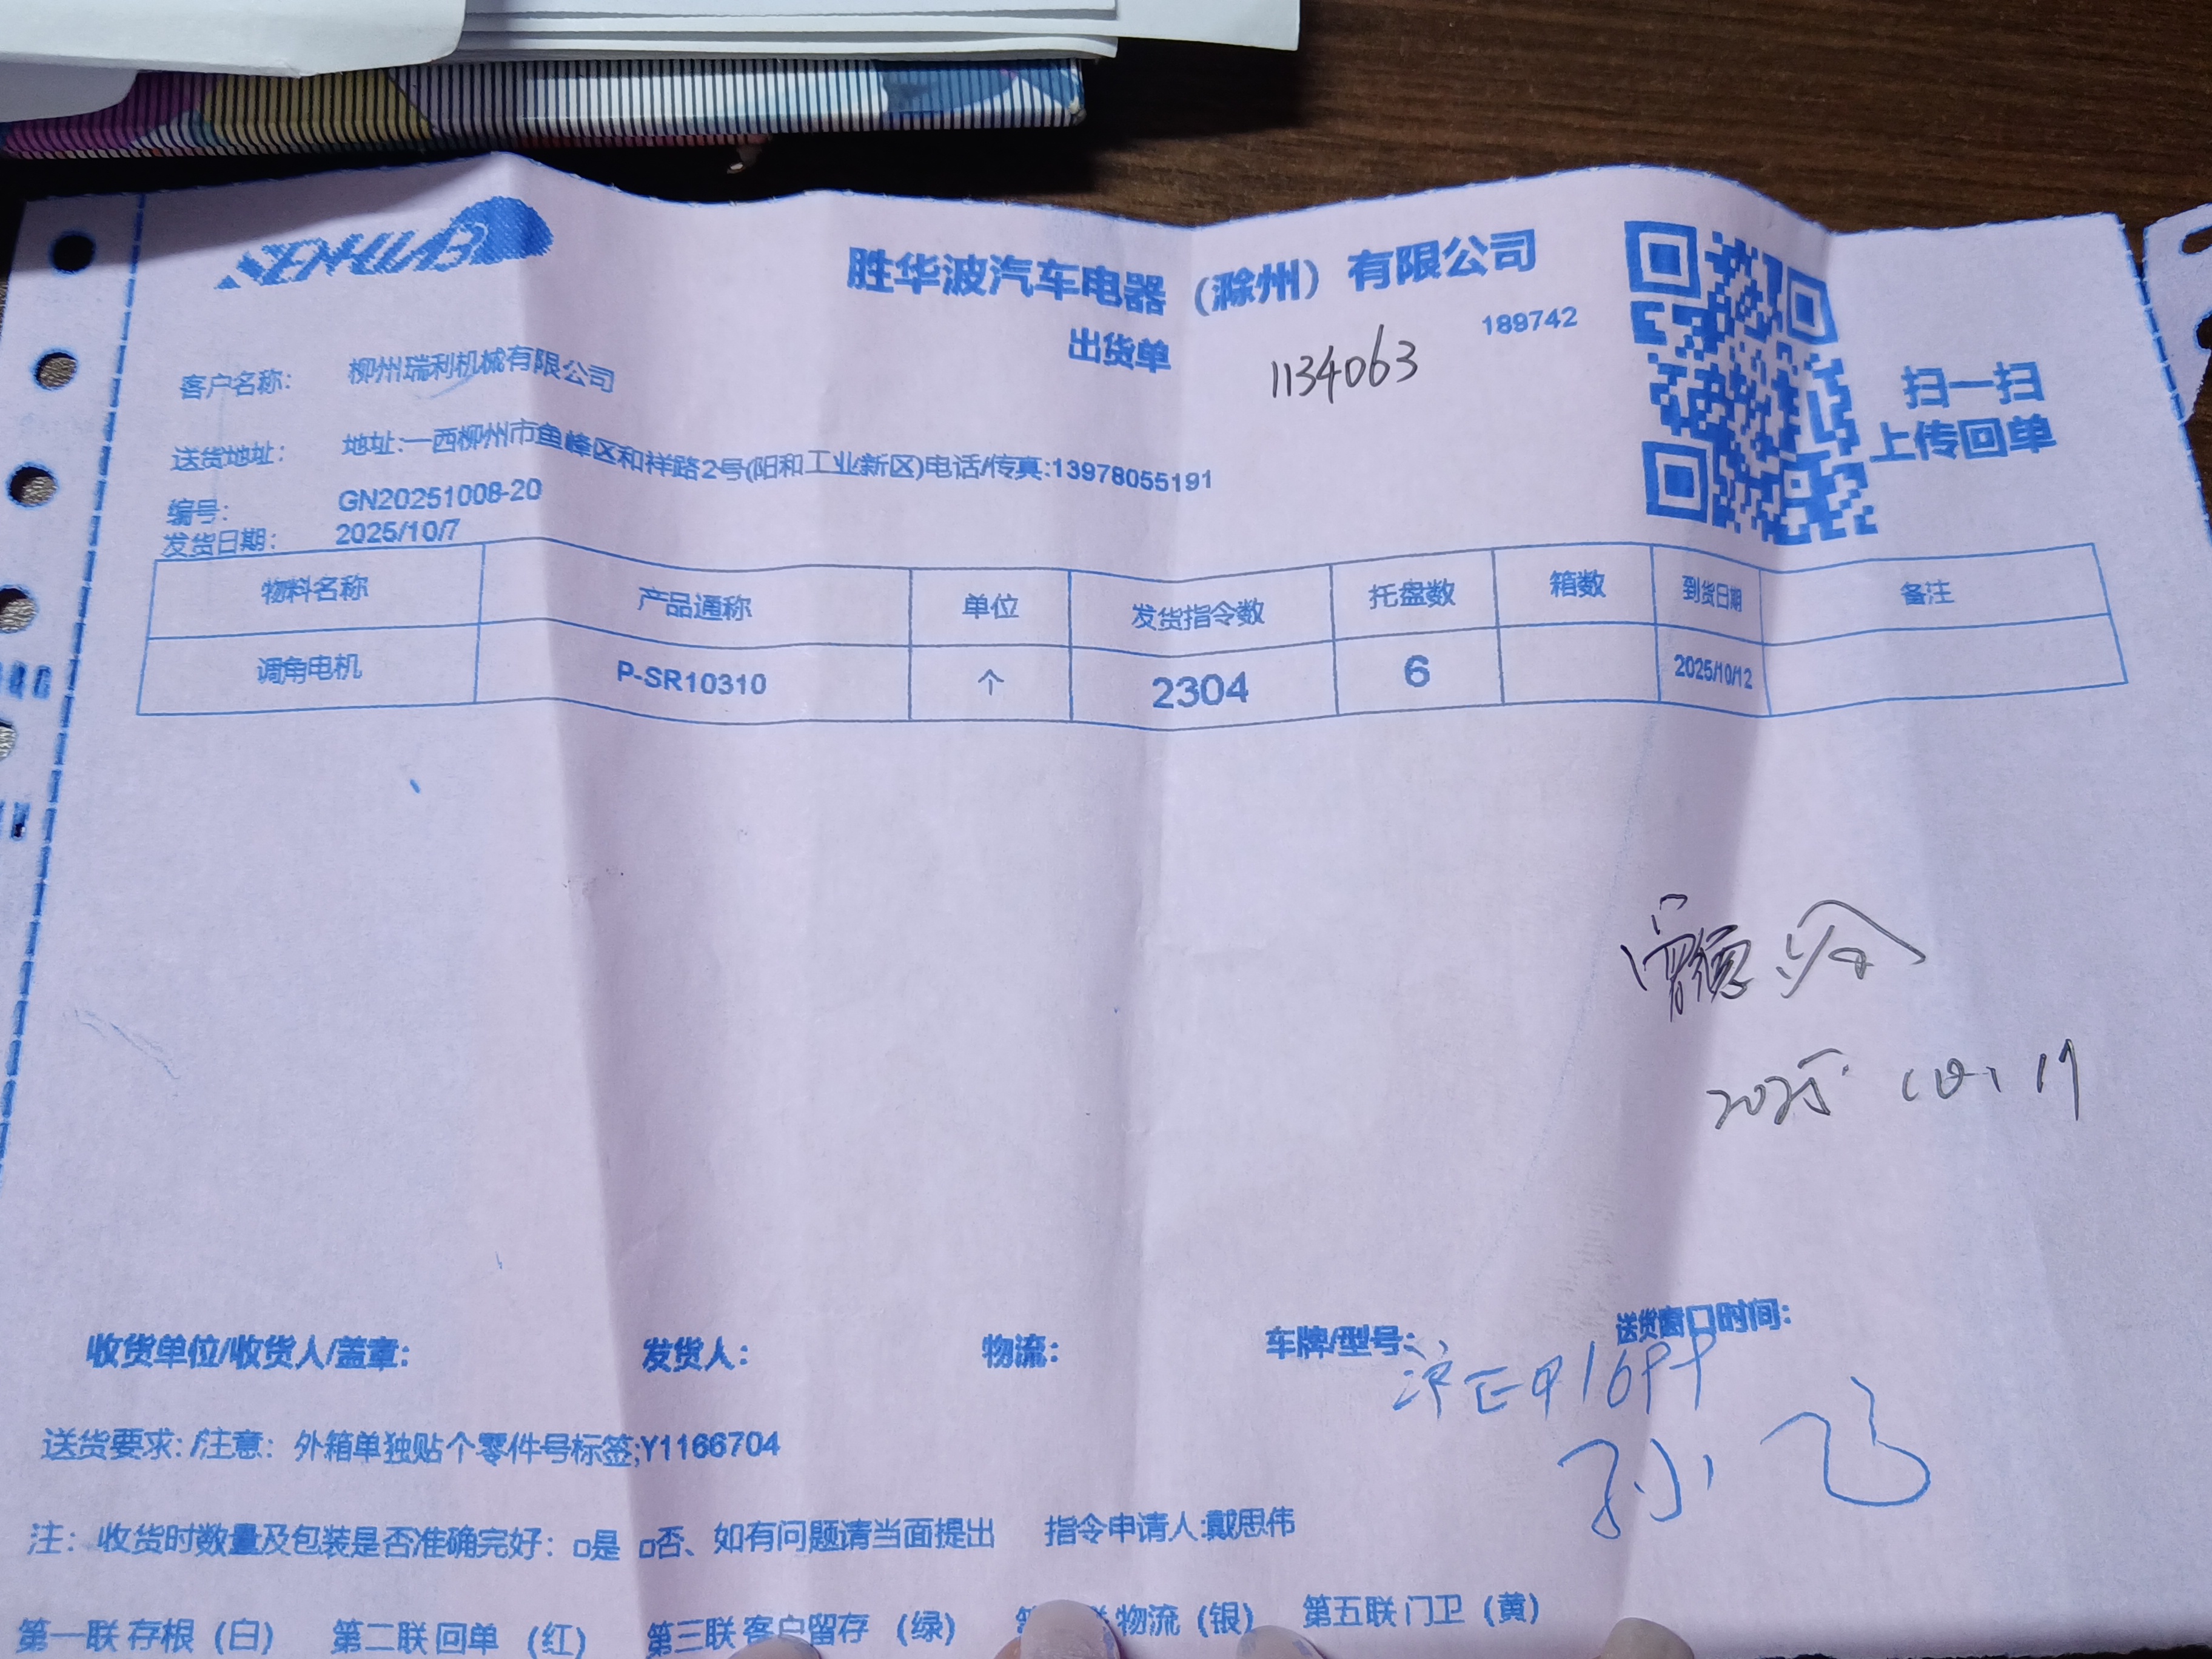 胜华波汽车电器（滁州）有限公司
出货单
189742
1134063
扫一扫
上传回单
客户名称： 柳州瑞利机械有限公司
送货地址： 地址:一西柳州市鱼峰区和祥路2号(阳和工业新区)电话/传真:13978055191
编号： GN20251008-20
发货日期： 2025/10/7
物料名称 产品通称 单位 发货指令数 托盘数 箱数 到货日期 备注
调角电机 P-SR10310 个 2304 6 2025/10/12
2025.10.
收货单位/收货人/盖章： 发货人： 物流： 车牌/型号： 送货窗口时间：
孙飞
送货要求：/注意： 外箱单独贴个零件号标签;Y1166704
注： 收货时数量及包装是否准确完好：□是 □否、如有问题请当面提出 指令申请人:戴思伟
第一联 存根（白） 第二联 回单 （红） 第三联 客户留存 （绿） 物流（银） 第五联 门卫（黄）